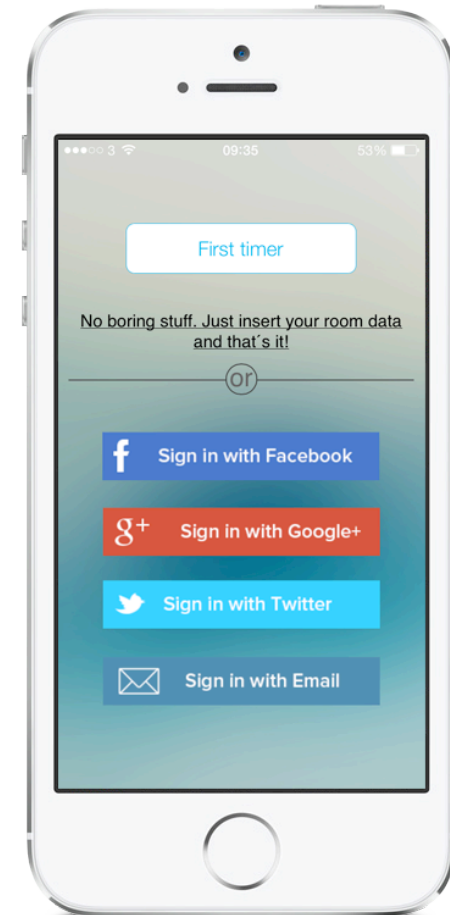 3 09:35 53%
First timer
No boring stuff. Just insert your room data
and that´s it!
or
f Sign in with Facebook
g+ Sign in with Google+
Sign in with Twitter
Sign in with Email